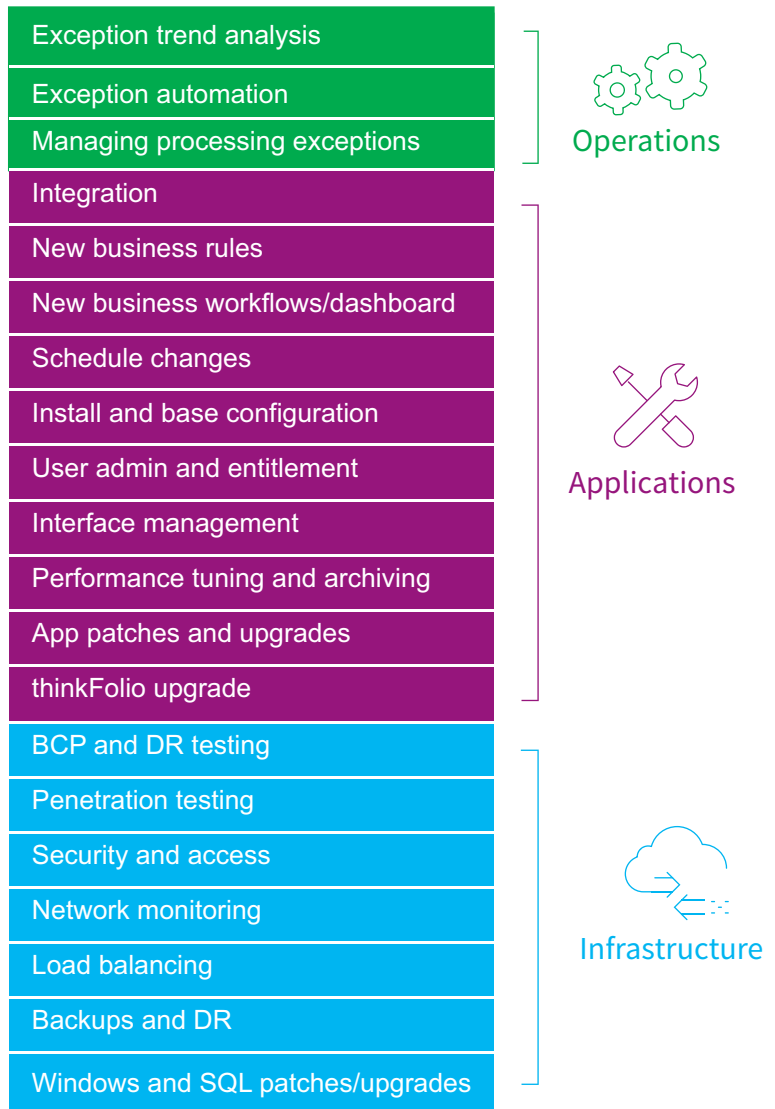 Exception trend analysis
Exception automation
Managing processing exceptions
Operations
Integration
New business rules
New business workflows/dashboard
Schedule changes
Install and base configuration
User admin and entitlement
Interface management
Performance tuning and archiving
App patches and upgrades
thinkFolio upgrade
Applications
BCP and DR testing
Penetration testing
Security and access
Network monitoring
Load balancing
Backups and DR
Windows and SQL patches/upgrades
Infrastructure